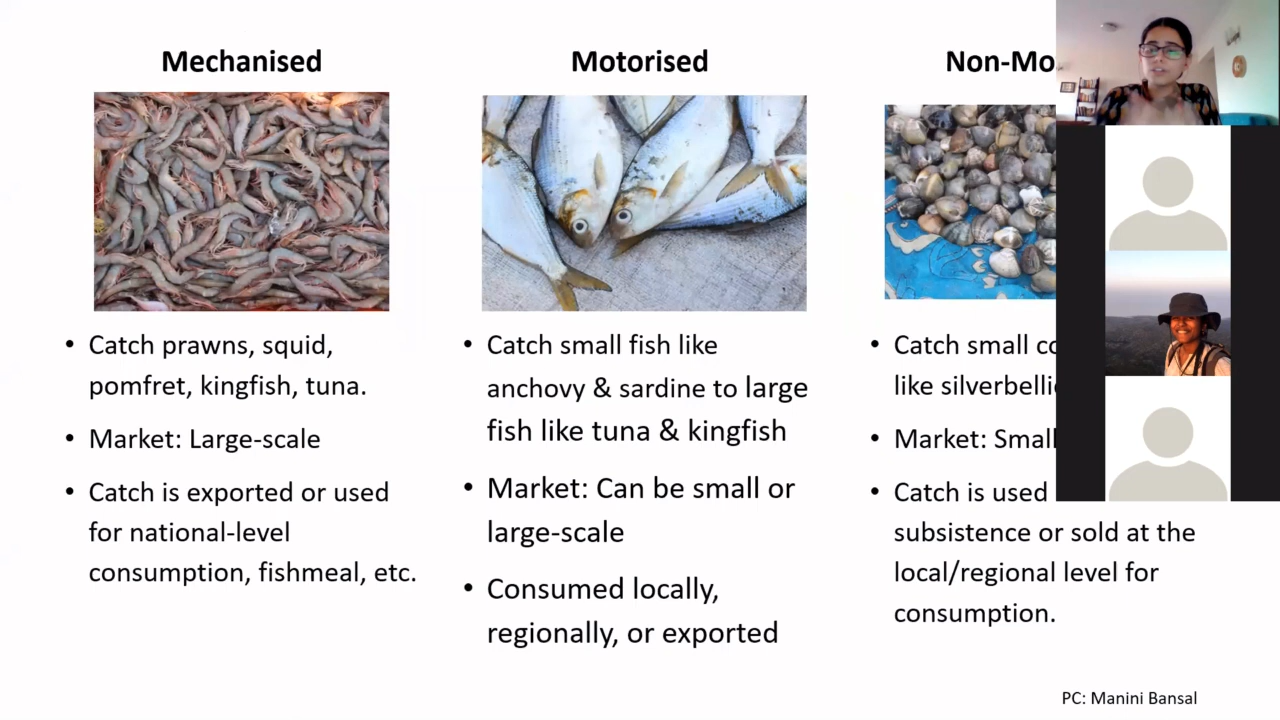 Mechanised
• Catch prawns, squid,
pomfret, kingfish, tuna.
• Market: Large-scale
• Catch is exported or used
for national-level
consumption, fishmeal, etc.
Motorised
• Catch small fish like
anchovy & sardine to large
fish like tuna & kingfish
• Market: Can be small or
large-scale
• Consumed locally,
regionally, or exported
Non-Mo
• Catch small
like
• Market: Small
• Catch is used
subsistence or sold at the
local/regional level for
consumption.
PC: Manini Bansal